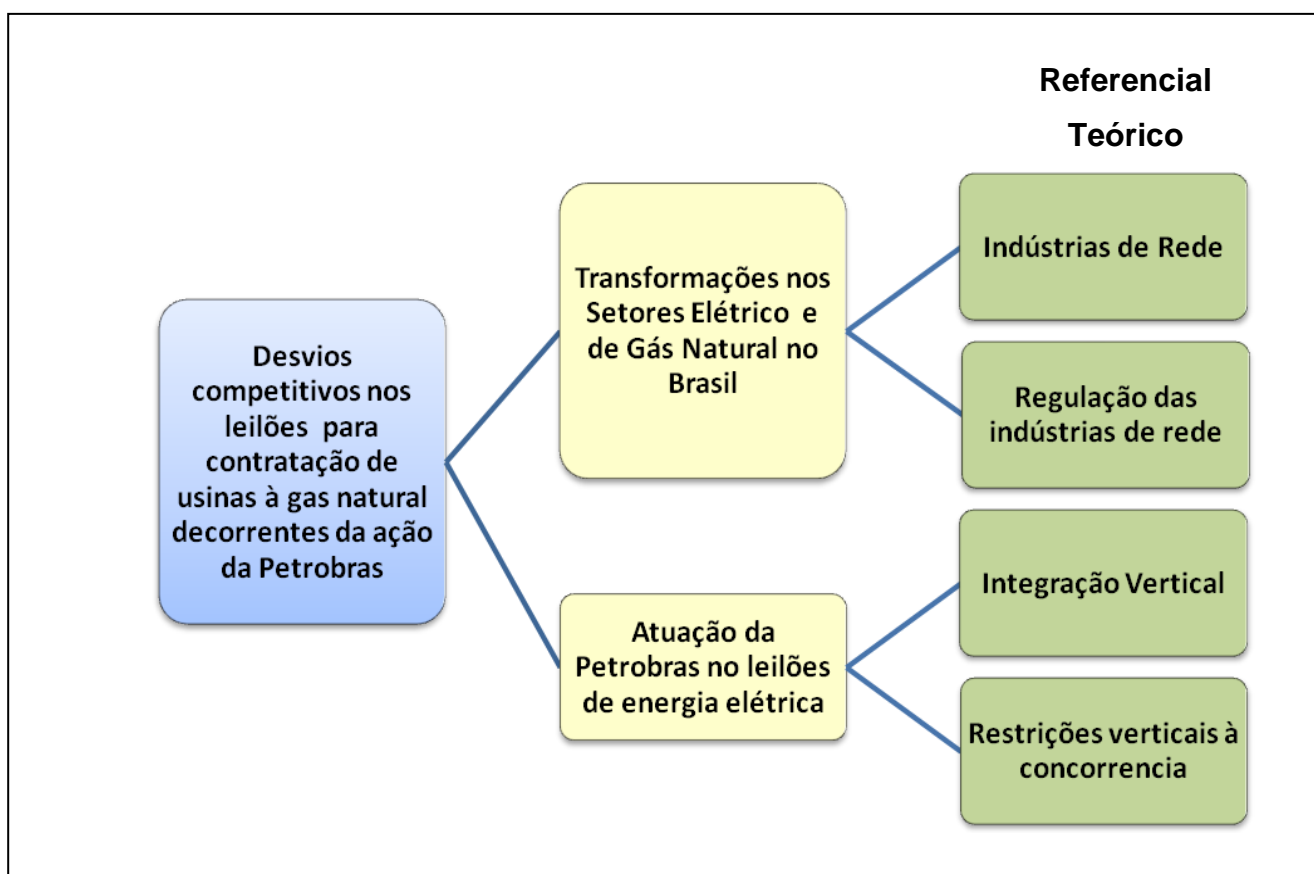 Referencial
Teórico
Desvios
competitivos nos
leilões para
contratação de
usinas à gas natural
decorrentes da ação
da Petrobras
Transformações nos
Setores Elétrico e
de Gás Natural no
Brasil
Atuação da
Petrobras no leilões
de energia elétrica
Indústrias de Rede
Regulação das
indústrias de rede
Integração Vertical
Restrições verticais à
concorrencia